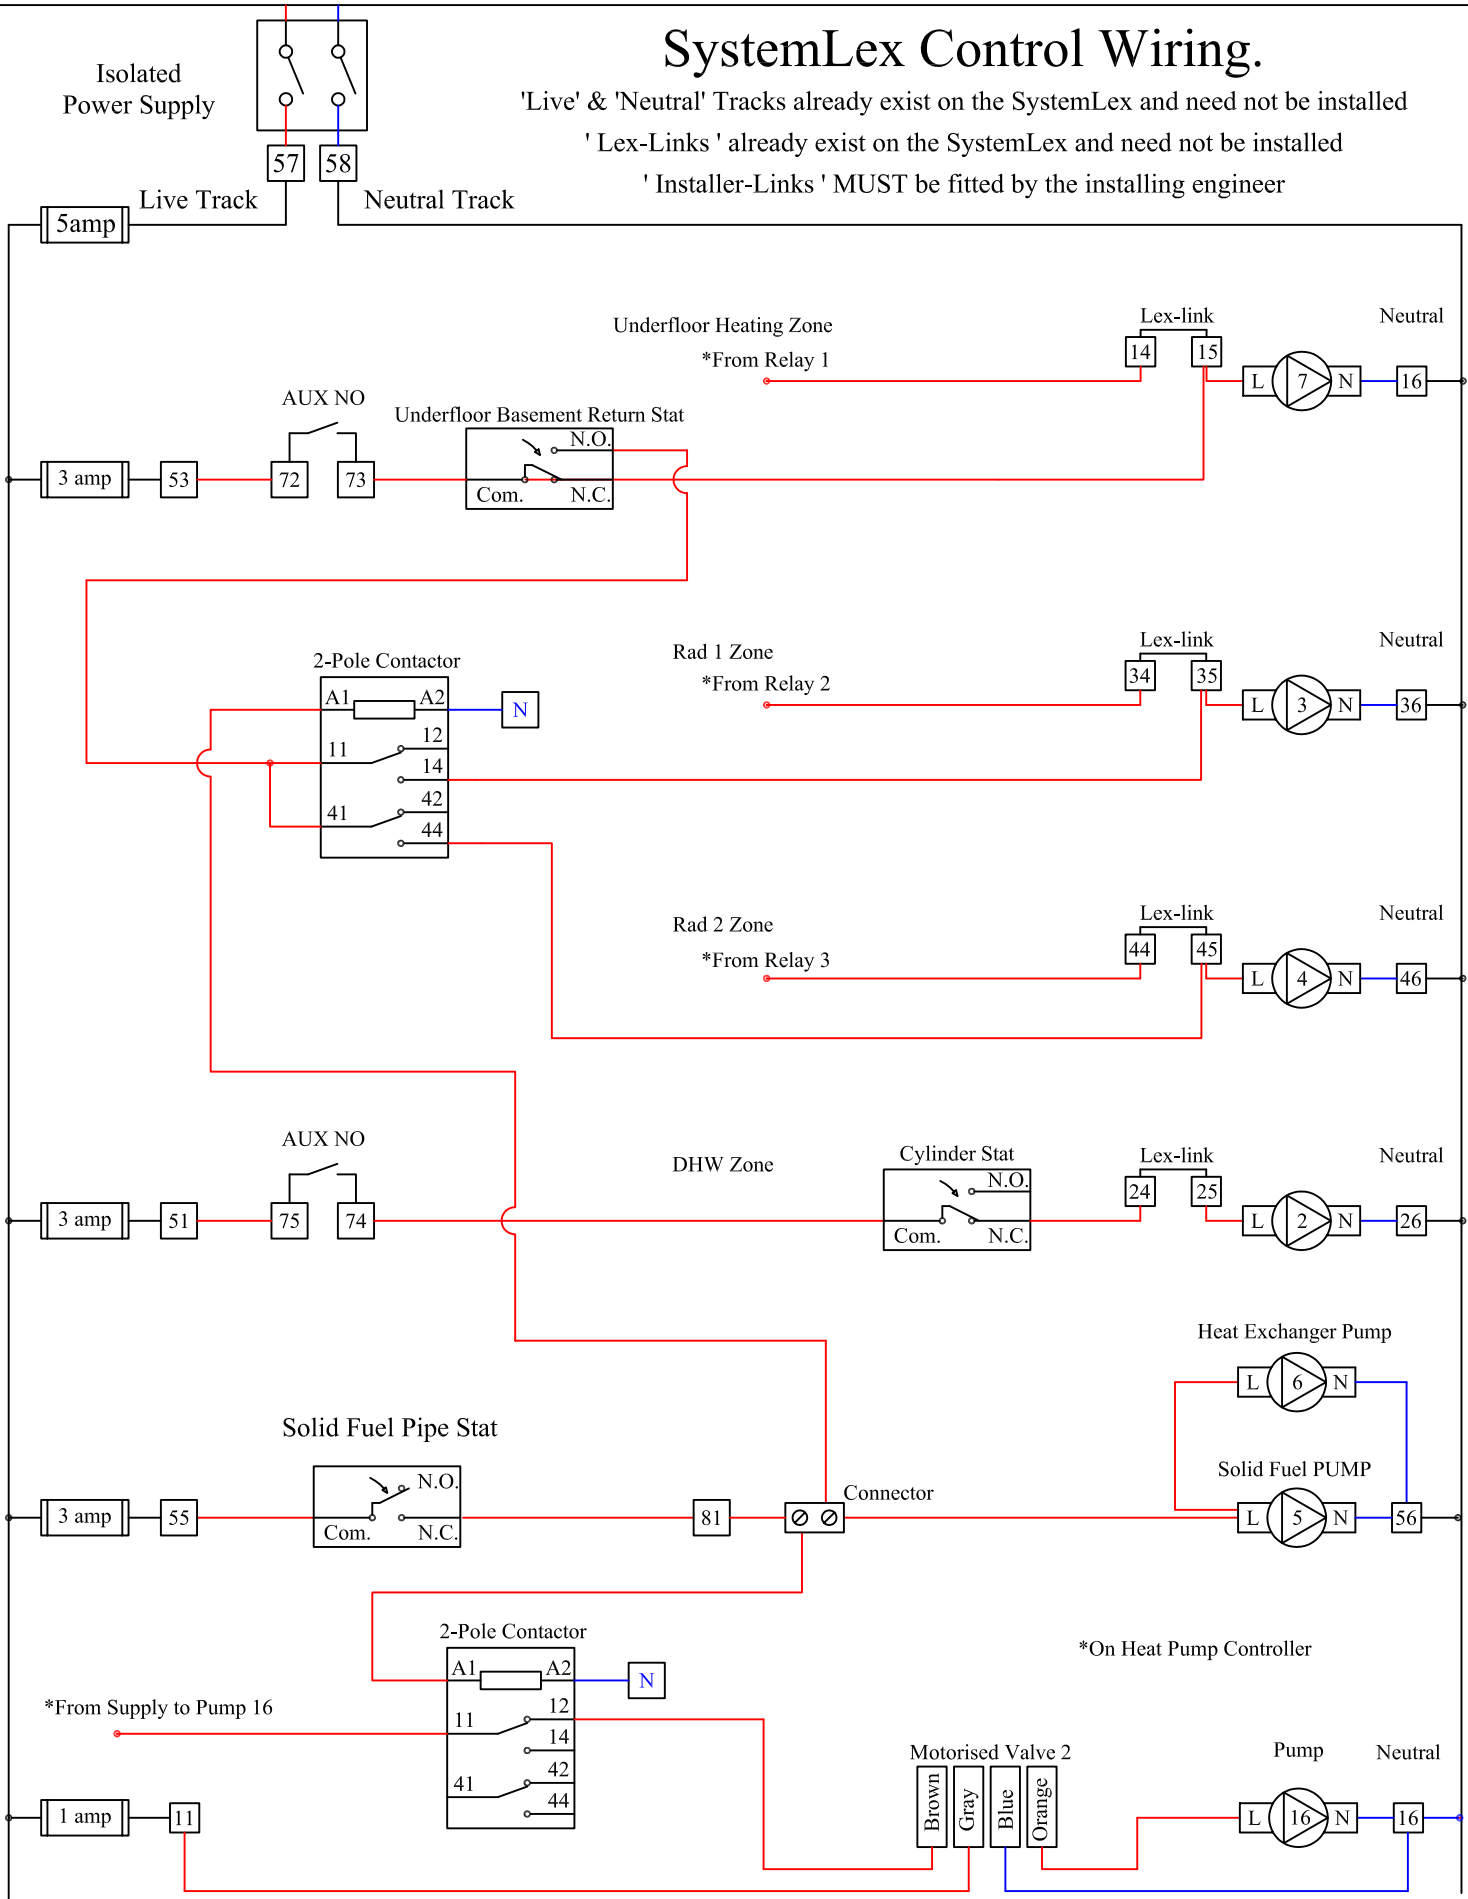 SystemLex Control Wiring.
'Live' & 'Neutral' Tracks already exist on the SystemLex and need not be installed
' Lex-Links ' already exist on the SystemLex and need not be installed
' Installer-Links ' MUST be fitted by the installing engineer
Isolated
Power Supply
57 58
Live Track Neutral Track
5amp
Underfloor Heating Zone
*From Relay 1
Lex-link
14 15
L 7 N 16
Neutral
AUX NO
3 amp 53 72 73
Underfloor Basement Return Stat
N.O.
Com. N.C.
2-Pole Contactor
A1 A2 N
11 12
14
41 42
44
Rad 1 Zone
*From Relay 2
Lex-link
34 35
L 3 N 36
Neutral
Rad 2 Zone
*From Relay 3
Lex-link
44 45
L 4 N 46
Neutral
AUX NO
3 amp 51 75 74
DHW Zone
Cylinder Stat
N.O.
Com. N.C.
Lex-link
24 25
L 2 N 26
Neutral
Heat Exchanger Pump
L 6 N
Solid Fuel Pipe Stat
N.O.
Com. N.C.
3 amp 55 81
Connector
Solid Fuel PUMP
L 5 N 56
2-Pole Contactor
A1 A2 N
11 12
14
41 42
44
*On Heat Pump Controller
*From Supply to Pump 16
1 amp 11
Motorised Valve 2
Brown Gray Blue Orange
Pump Neutral
L 16 N 16